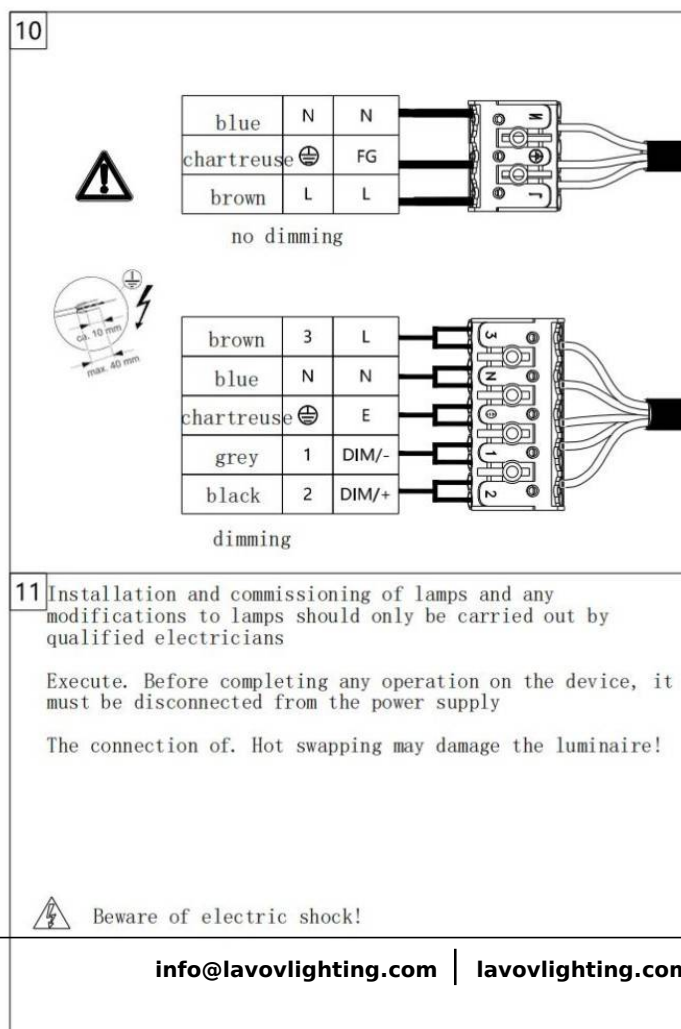 10
blue N N
chartreuse FG
brown L L
no dimming
N
L
ca. 10 mm
max. 40 mm
brown 3 L
blue N N
chartreuse E
grey 1 DIM/-
black 2 DIM/+
dimming
3
N
1
2
11 Installation and commissioning of lamps and any
modifications to lamps should only be carried out by
qualified electricians
Execute. Before completing any operation on the device, it
must be disconnected from the power supply
The connection of. Hot swapping may damage the luminaire!
Beware of electric shock!
info@lavovlighting.com | lavovlighting.com